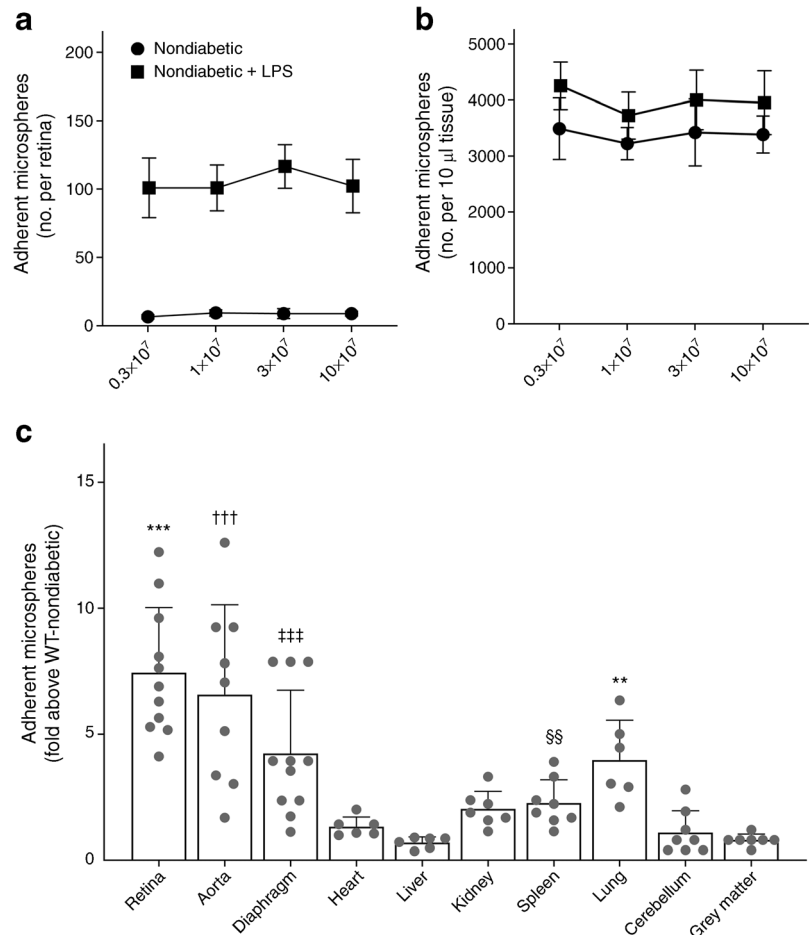 a
200
150
100
50
0
Adherent microspheres
(no. per retina)
Nondiabetic
Nondiabetic + LPS
0.3×10⁷
1×10⁷
3×10⁷
10×10⁷
b
5000
4000
3000
2000
1000
0
Adherent microspheres
(no. per 10 µl tissue)
0.3×10⁷
1×10⁷
3×10⁷
10×10⁷
c
15
10
5
0
Adherent microspheres
(fold above WT-nondiabetic)
***
†††
‡‡‡
§§
**
Retina
Aorta
Diaphragm
Heart
Liver
Kidney
Spleen
Lung
Cerebellum
Grey matter